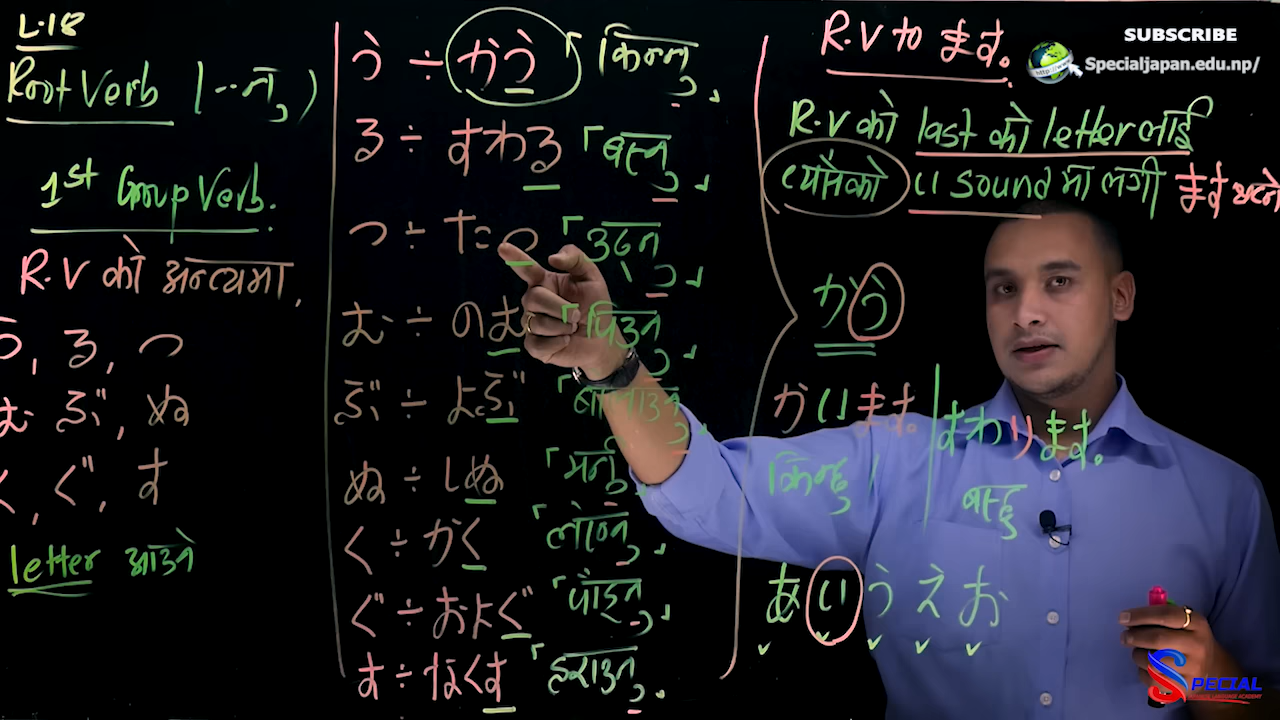 L-18
Root Verb (--नु)
1st Group Verb.
R.V को अन्त्यमा,
う, る, つ
む ぶ, ぬ
く, ぐ, す
letter आउने
う ÷ かう 「किन्नु」
る ÷ すわる 「बस्नु」
つ ÷ たつ 「उठ्नु」
む ÷ のむ 「पिउनु」
ぶ ÷ よぶ 「बोलाउनु」
ぬ ÷ しぬ 「मर्नु」
く ÷ かく 「लेख्नु」
ぐ ÷ およぐ 「पौडिनु」
す ÷ なくす 「हराउनु」
R.V to ます。
R.V को last को letter लाई
त्यसैको い sound मा लगी ます
かう
かいます。 | すわります。
किन्छु | बस्छु
あ い う え お
SUBSCRIBE
Specialjapan.edu.np/
SPECIAL